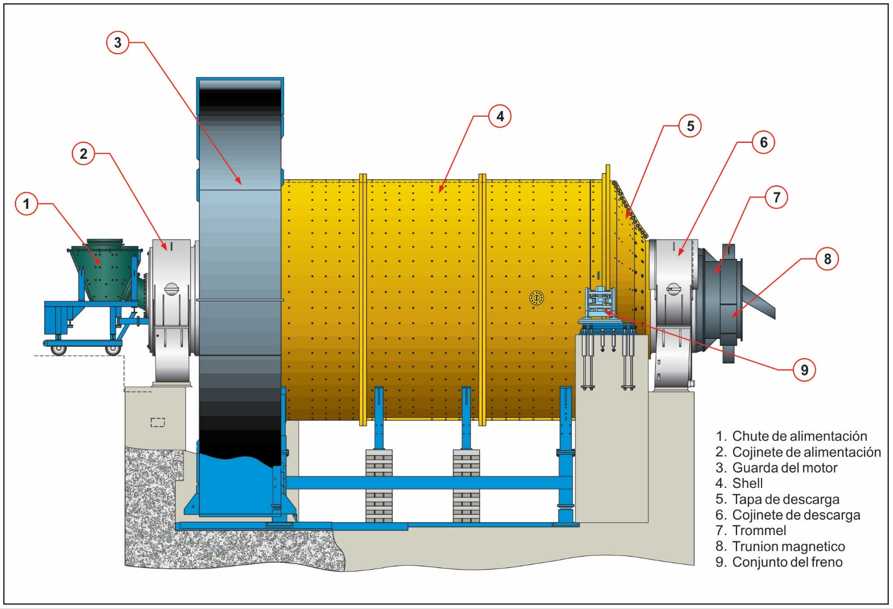 3
4
5
2
6
1
7
8
9
1. Chute de alimentación
2. Cojinete de alimentación
3. Guarda del motor
4. Shell
5. Tapa de descarga
6. Cojinete de descarga
7. Trommel
8. Trunion magnetico
9. Conjunto del freno